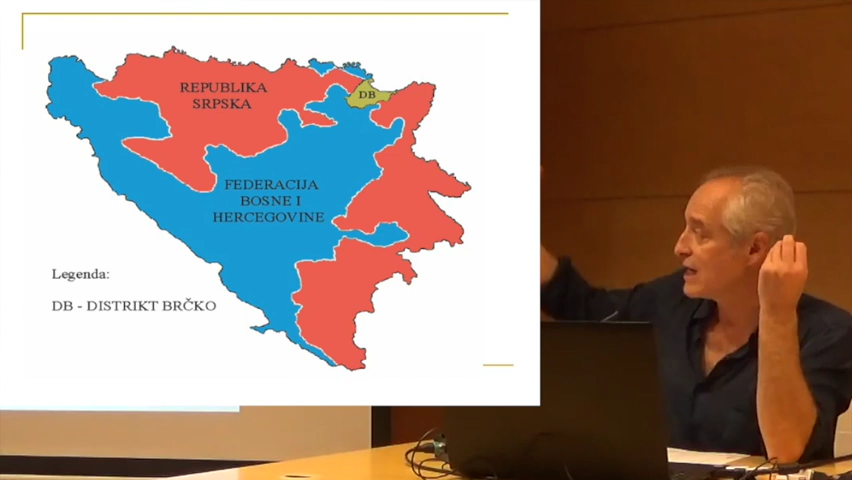 REPUBLIKA
SRPSKA
DB
FEDERACIJA
BOSNE I
HERCEGOVINE
Legenda:
DB - DISTRIKT BRČKO